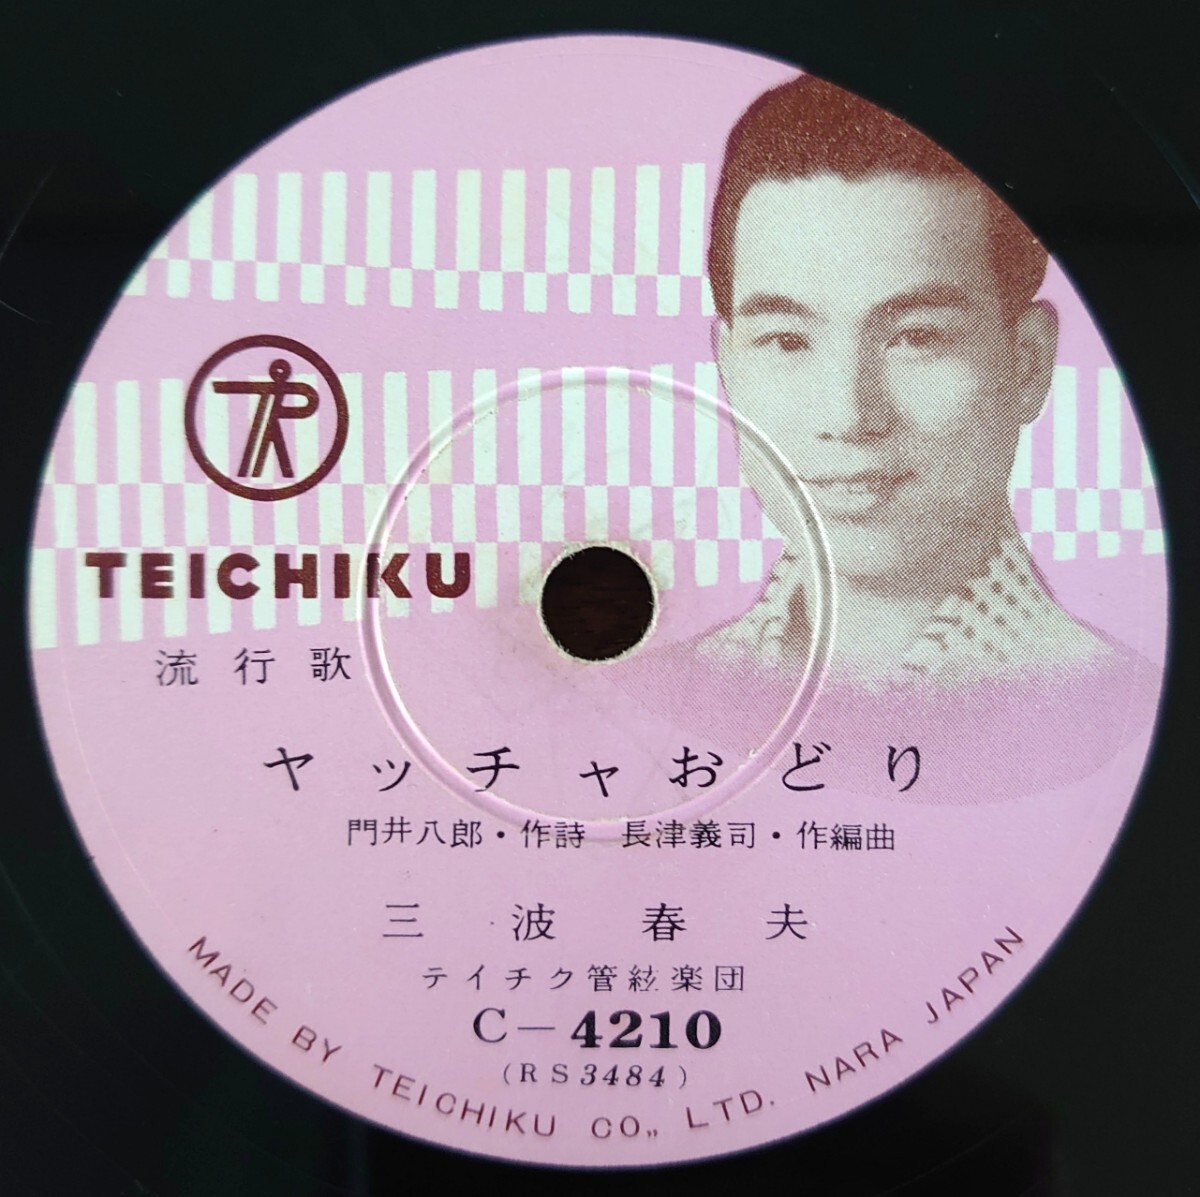 TEICHIKU
流行歌
ヤッチャおどり
門井八郎・作詩 長津義司・作編曲
三波春夫
テイチク管絃楽団
C-4210
(RS3484)
MADE BY TEICHIKU CO., LTD. NARA JAPAN